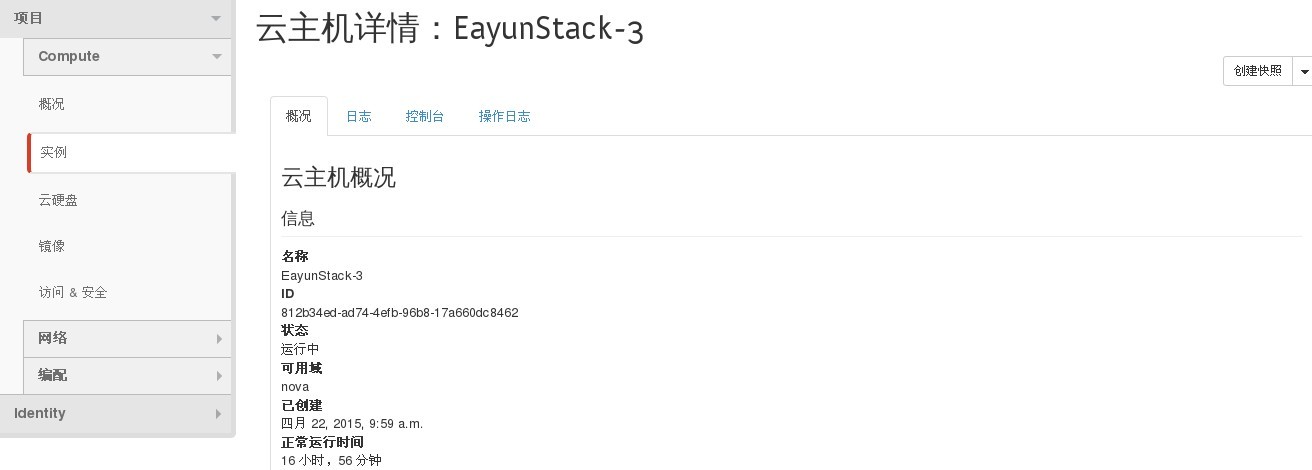 项目
Compute
概况
实例
云硬盘
镜像
访问 & 安全
网络
编配
Identity
云主机详情：EayunStack-3
创建快照
概况 日志 控制台 操作日志
云主机概况
信息
名称
EayunStack-3
ID
812b34ed-ad74-4efb-96b8-17a660dc8462
状态
运行中
可用域
nova
已创建
四月 22, 2015, 9:59 a.m.
正常运行时间
16 小时，56 分钟